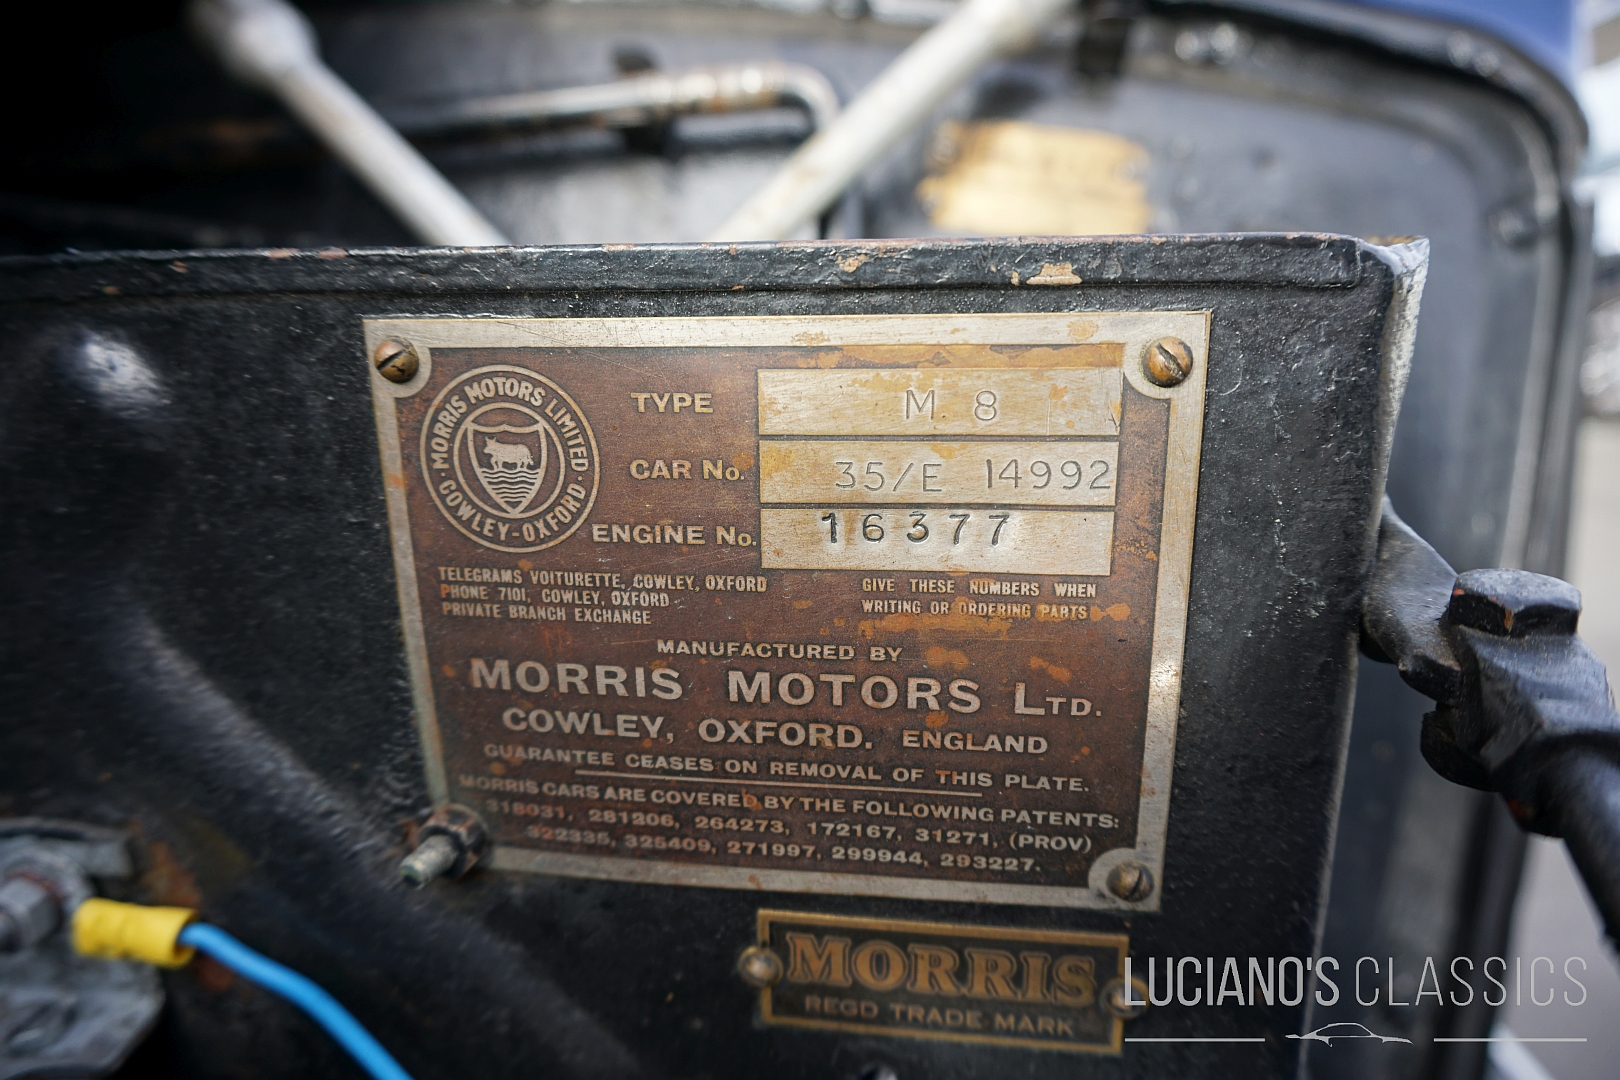 MORRIS MOTORS LIMITED
· COWLEY-OXFORD ·
TYPE M 8
CAR No. 35/E 14992
ENGINE No. 16377
TELEGRAMS VOITURETTE, COWLEY, OXFORD
PHONE 7101, COWLEY, OXFORD
PRIVATE BRANCH EXCHANGE
GIVE THESE NUMBERS WHEN
WRITING OR ORDERING PARTS
MANUFACTURED BY
MORRIS MOTORS LTD.
COWLEY, OXFORD. ENGLAND
GUARANTEE CEASES ON REMOVAL OF THIS PLATE.
MORRIS CARS ARE COVERED BY THE FOLLOWING PATENTS:
318031, 281206, 264273, 172167, 31271, (PROV)
322335, 325409, 271997, 299944, 293227.
MORRIS
REGD TRADE MARK
LUCIANO'S CLASSICS